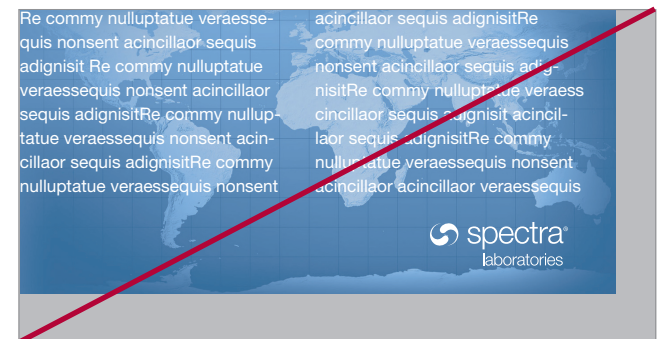 Re commy nulluptatue veraesse-
quis nonsent acincillaor sequis
adignisit Re commy nulluptatue
veraessequis nonsent acincillaor
sequis adignisitRe commy nullup-
tatue veraessequis nonsent acin-
cillaor sequis adignisitRe commy
nulluptatue veraessequis nonsent
acincillaor sequis adignisitRe
commy nulluptatue veraessequis
nonsent acincillaor sequis adig-
nisitRe commy nulluptatue veraess
cincillaor sequis adignisit acincil-
laor sequis adignisitRe commy
nulluptatue veraessequis nonsent
acincillaor acincillaor veraessequis
spectra
laboratories